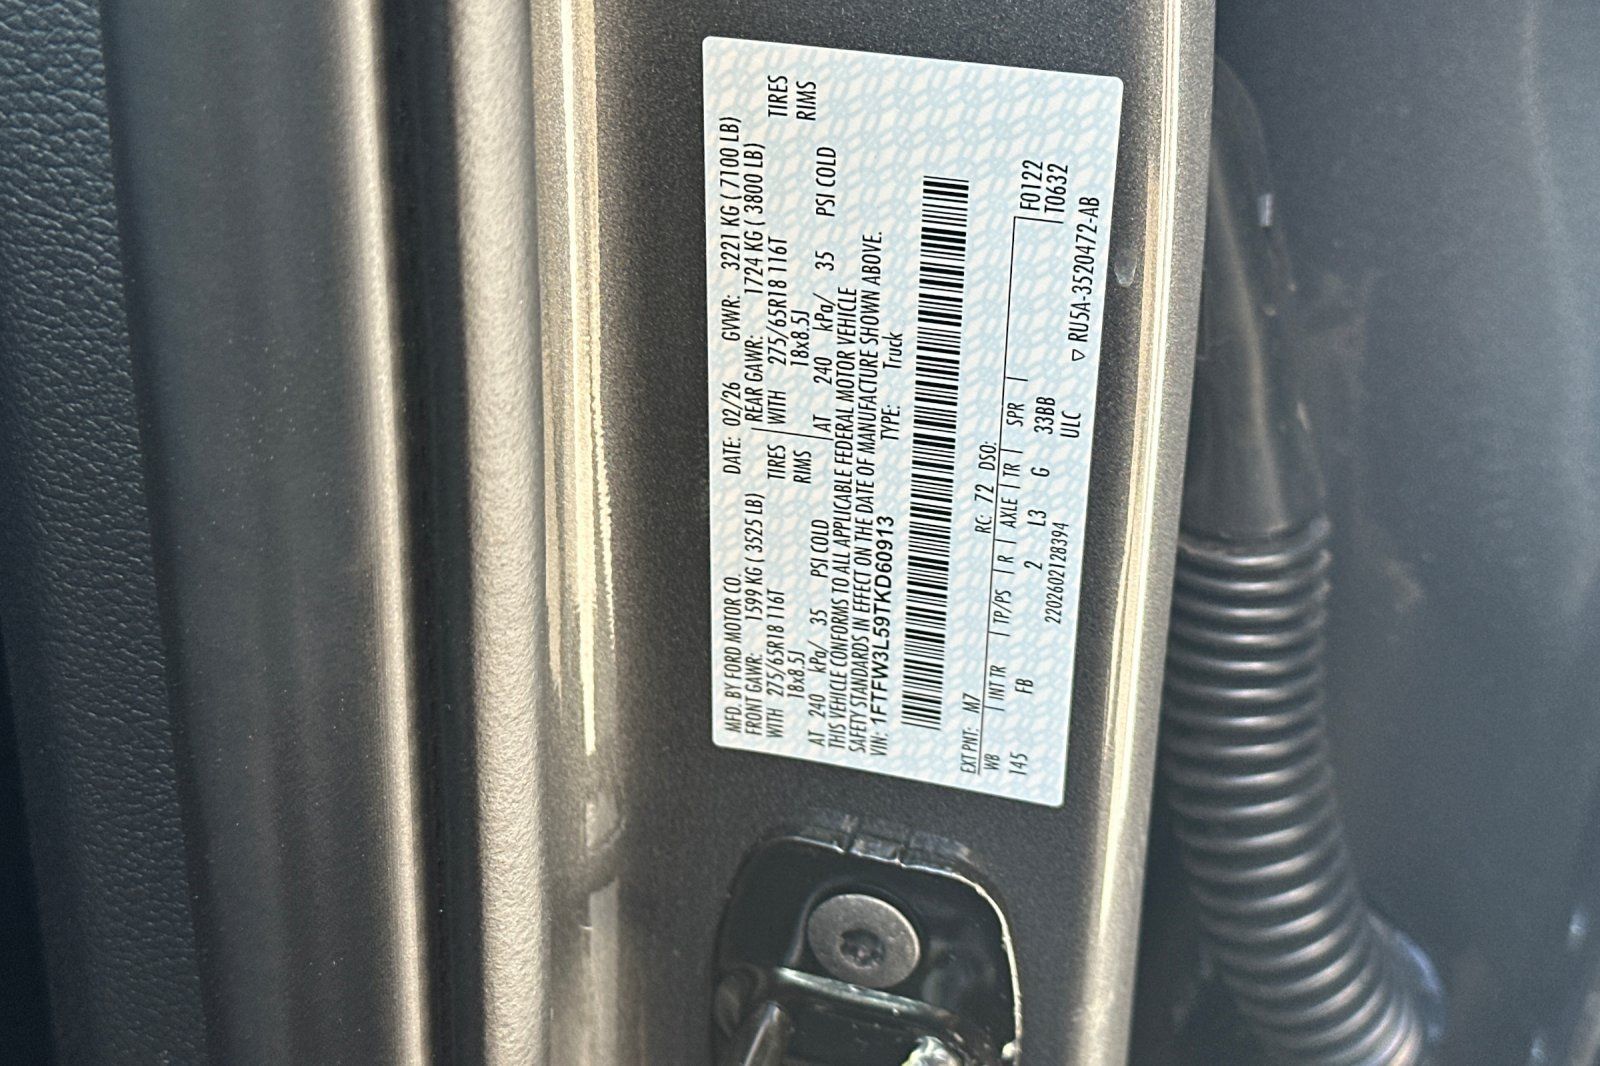 MFD. BY FORD MOTOR CO. DATE: 02/26 GVWR: 3221 KG ( 7100 LB)
FRONT GAWR: 1599 KG ( 3525 LB) REAR GAWR: 1724 KG ( 3800 LB)
WITH 275/65R18 116T TIRES WITH 275/65R18 116T TIRES
18x8.5J RIMS 18x8.5J RIMS
AT 240 kPa/ 35 PSI COLD AT 240 kPa/ 35 PSI COLD
THIS VEHICLE CONFORMS TO ALL APPLICABLE FEDERAL MOTOR VEHICLE
SAFETY STANDARDS IN EFFECT ON THE DATE OF MANUFACTURE SHOWN ABOVE.
VIN: 1FTFW3L59TKD60913 TYPE: Truck
EXT PNT: M7 RC: 72 DSO:
WB INT TR TP/PS R AXLE TR SPR F0122
145 FB 2 L3 G 33BB T0632
2202602128394 ULC ▽ RU5A-3520472-AB